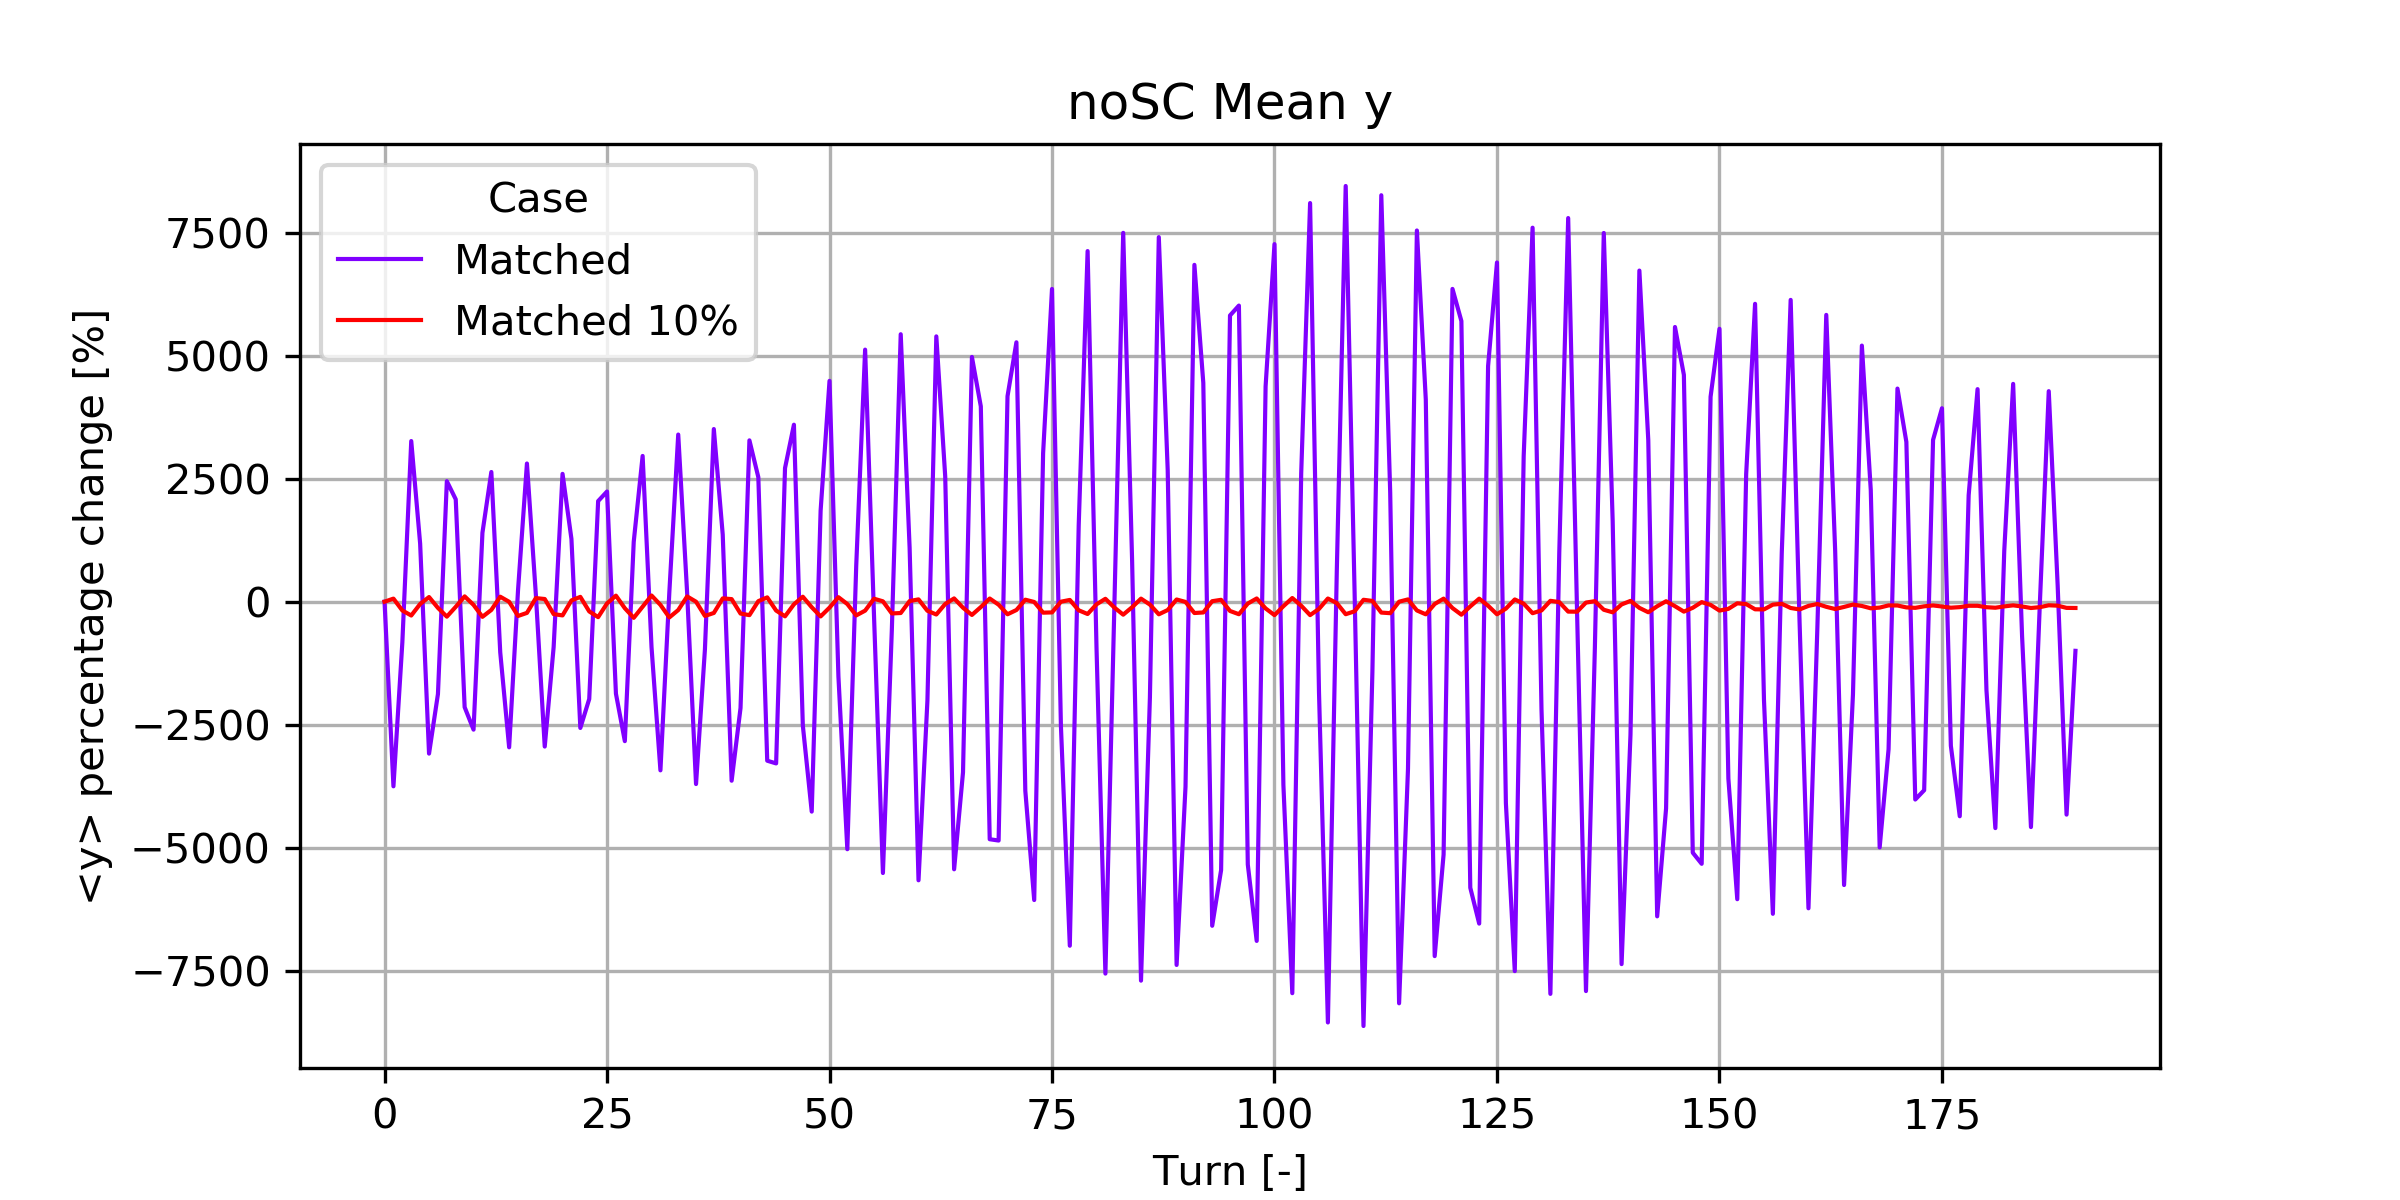 noSC Mean y
Case
Matched
Matched 10%
<y> percentage change [%]
7500
5000
2500
0
−2500
−5000
−7500
0 25 50 75 100 125 150 175
Turn [-]